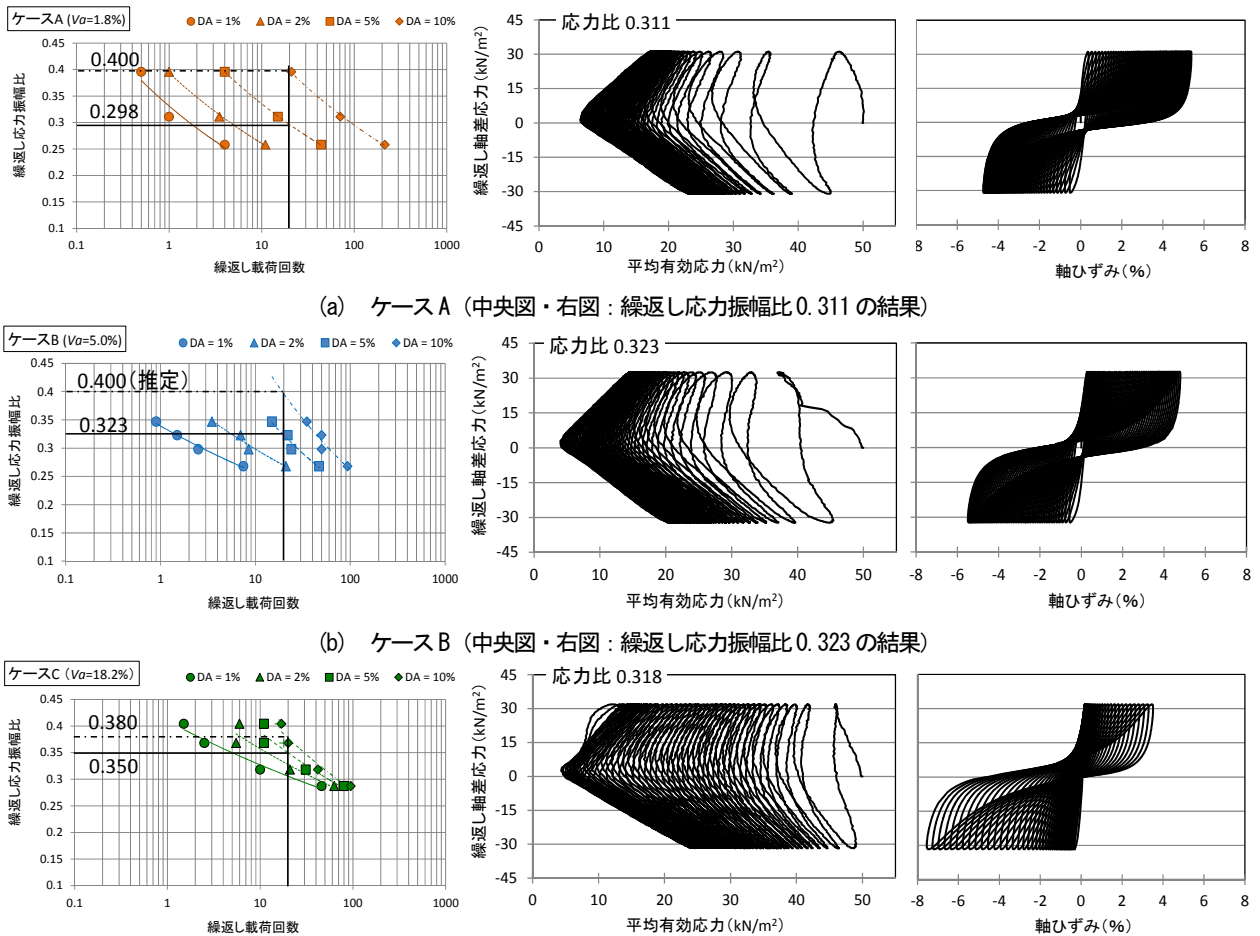 ケースA (Va=1.8%)
DA = 1% DA = 2% DA = 5% DA = 10%
繰返し応力振幅比
0.45
0.4
0.35
0.3
0.25
0.2
0.15
0.1
0.400
0.298
0.1 1 10 100 1000
繰返し載荷回数
応力比 0.311
繰返し軸差応力(kN/m²)
45
30
15
0
-15
-30
-45
0 10 20 30 40 50
平均有効応力(kN/m²)
-8 -6 -4 -2 0 2 4 6 8
軸ひずみ(%)
(a) ケースA(中央図・右図：繰返し応力振幅比0.311の結果)
ケースB (Va=5.0%)
DA = 1% DA = 2% DA = 5% DA = 10%
繰返し応力振幅比
0.45
0.4
0.35
0.3
0.25
0.2
0.15
0.1
0.400(推定)
0.323
0.1 1 10 100 1000
繰返し載荷回数
応力比 0.323
繰返し軸差応力(kN/m²)
45
30
15
0
-15
-30
-45
0 10 20 30 40 50
平均有効応力(kN/m²)
-8 -6 -4 -2 0 2 4 6 8
軸ひずみ(%)
(b) ケースB(中央図・右図：繰返し応力振幅比0.323の結果)
ケースC (Va=18.2%)
DA = 1% DA = 2% DA = 5% DA = 10%
繰返し応力振幅比
0.45
0.4
0.35
0.3
0.25
0.2
0.15
0.1
0.380
0.350
0.1 1 10 100 1000
繰返し載荷回数
応力比 0.318
繰返し軸差応力(kN/m²)
45
30
15
0
-15
-30
-45
0 10 20 30 40 50
平均有効応力(kN/m²)
-8 -6 -4 -2 0 2 4 6 8
軸ひずみ(%)